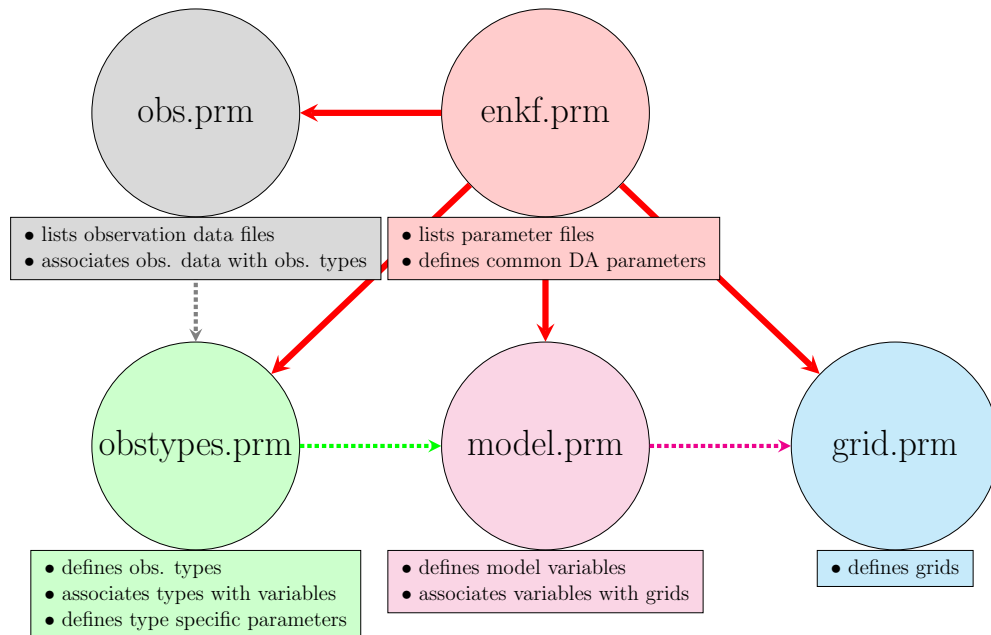 obs.prm
enkf.prm
• lists observation data files
• associates obs. data with obs. types
• lists parameter files
• defines common DA parameters
obstypes.prm
model.prm
grid.prm
• defines obs. types
• associates types with variables
• defines type specific parameters
• defines model variables
• associates variables with grids
• defines grids